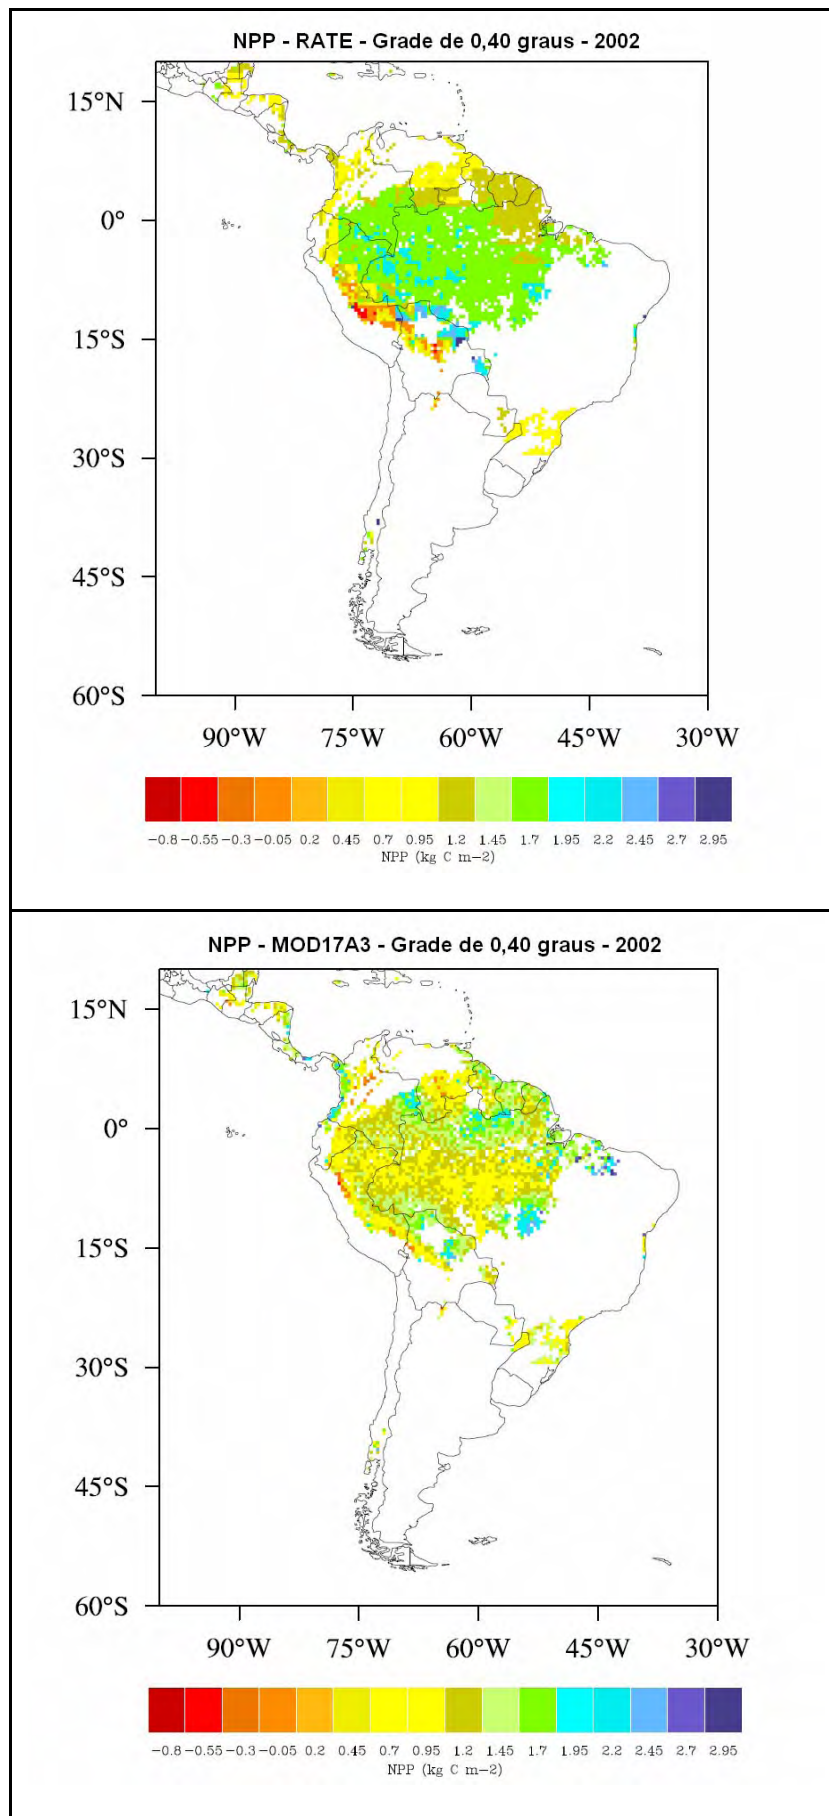 NPP - RATE - Grade de 0,40 graus - 2002
15°N
0°
15°S
30°S
45°S
60°S
90°W 75°W 60°W 45°W 30°W
−0.8 −0.55 −0.3 −0.05 0.2 0.45 0.7 0.95 1.2 1.45 1.7 1.95 2.2 2.45 2.7 2.95
NPP (kg C m−2)
NPP - MOD17A3 - Grade de 0,40 graus - 2002
15°N
0°
15°S
30°S
45°S
60°S
90°W 75°W 60°W 45°W 30°W
−0.8 −0.55 −0.3 −0.05 0.2 0.45 0.7 0.95 1.2 1.45 1.7 1.95 2.2 2.45 2.7 2.95
NPP (kg C m−2)